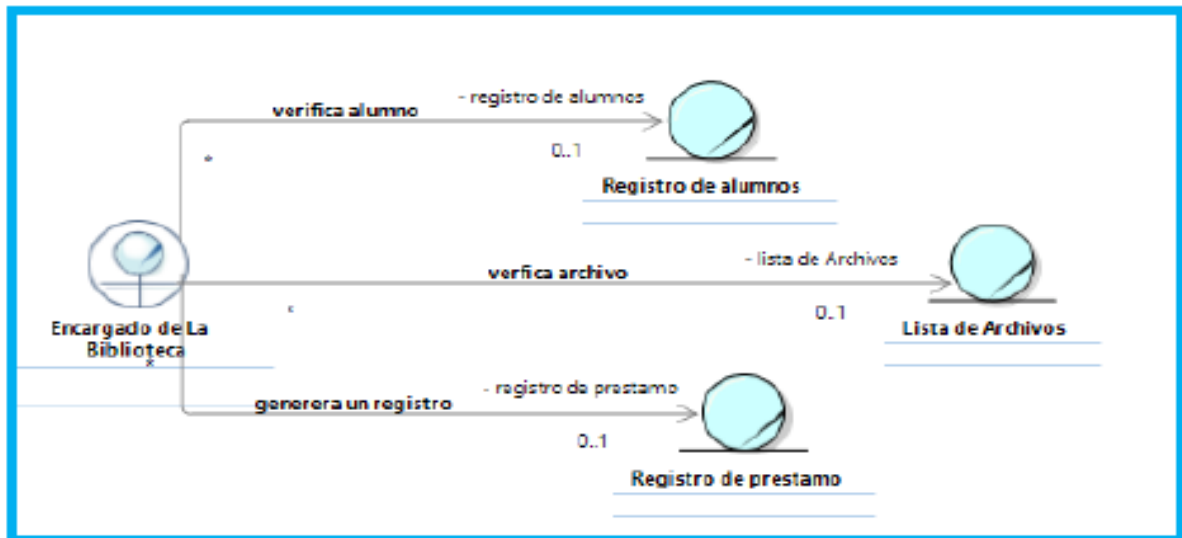 - registro de alumnos
verifica alumno
*
0..1
Registro de alumnos
- lista de Archivos
verfica archivo
*
0..1
Encargado de La
Biblioteca
*
Lista de Archivos
- registro de prestamo
generera un registro
0..1
Registro de prestamo